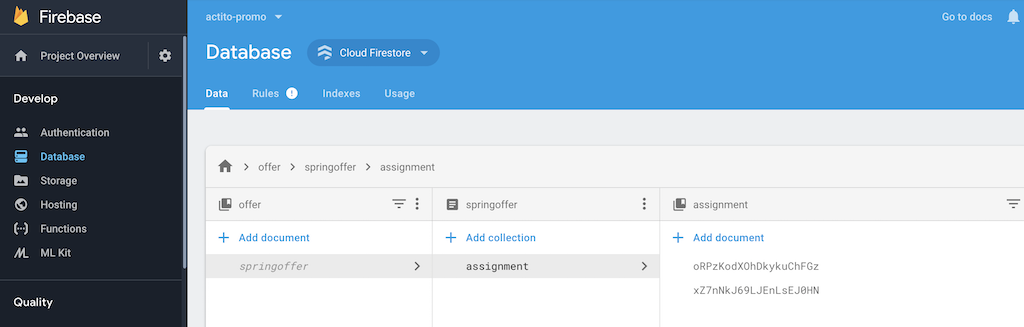 Firebase
Project Overview
Develop
Authentication
Database
Storage
Hosting
Functions
ML Kit
Quality
actito-promo
Go to docs
Database
Cloud Firestore
Data
Rules
Indexes
Usage
offer
springoffer
assignment
offer
springoffer
assignment
Add document
Add collection
Add document
springoffer
assignment
oRPzKodXOhDkykuChFGz
xZ7nNkJ69LJEnLsEJ0HN